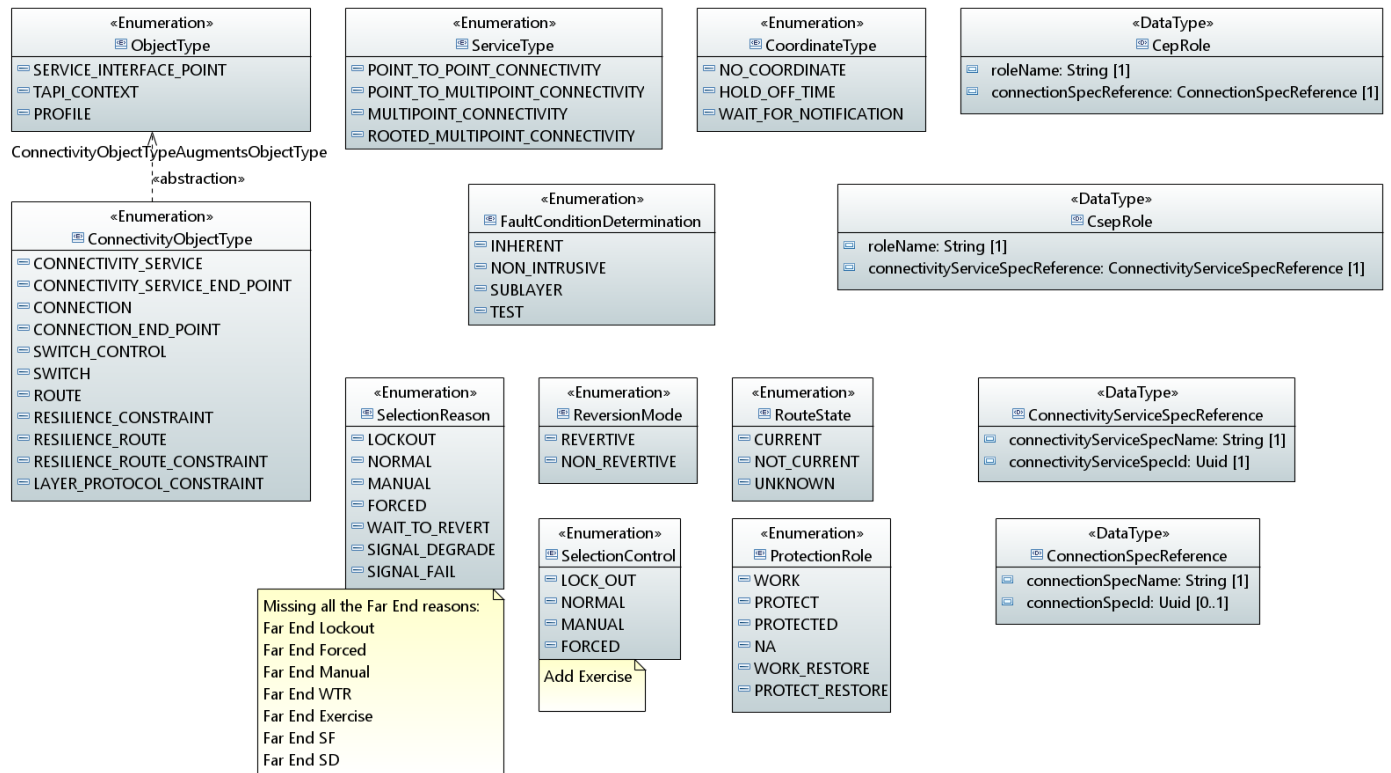 «Enumeration»
ObjectType
SERVICE_INTERFACE_POINT
TAPI_CONTEXT
PROFILE
«Enumeration»
ServiceType
POINT_TO_POINT_CONNECTIVITY
POINT_TO_MULTIPOINT_CONNECTIVITY
MULTIPOINT_CONNECTIVITY
ROOTED_MULTIPOINT_CONNECTIVITY
«Enumeration»
CoordinateType
NO_COORDINATE
HOLD_OFF_TIME
WAIT_FOR_NOTIFICATION
«DataType»
CepRole
roleName: String [1]
connectionSpecReference: ConnectionSpecReference [1]
ConnectivityObjectTypeAugmentsObjectType
«abstraction»
«Enumeration»
ConnectivityObjectType
CONNECTIVITY_SERVICE
CONNECTIVITY_SERVICE_END_POINT
CONNECTION
CONNECTION_END_POINT
SWITCH_CONTROL
SWITCH
ROUTE
RESILIENCE_CONSTRAINT
RESILIENCE_ROUTE
RESILIENCE_ROUTE_CONSTRAINT
LAYER_PROTOCOL_CONSTRAINT
«Enumeration»
FaultConditionDetermination
INHERENT
NON_INTRUSIVE
SUBLAYER
TEST
«DataType»
CsepRole
roleName: String [1]
connectivityServiceSpecReference: ConnectivityServiceSpecReference [1]
«Enumeration»
SelectionReason
LOCKOUT
NORMAL
MANUAL
FORCED
WAIT_TO_REVERT
SIGNAL_DEGRADE
SIGNAL_FAIL
Missing all the Far End reasons:
Far End Lockout
Far End Forced
Far End Manual
Far End WTR
Far End Exercise
Far End SF
Far End SD
«Enumeration»
ReversionMode
REVERTIVE
NON_REVERTIVE
«Enumeration»
RouteState
CURRENT
NOT_CURRENT
UNKNOWN
«DataType»
ConnectivityServiceSpecReference
connectivityServiceSpecName: String [1]
connectivityServiceSpecId: Uuid [1]
«Enumeration»
SelectionControl
LOCK_OUT
NORMAL
MANUAL
FORCED
Add Exercise
«Enumeration»
ProtectionRole
WORK
PROTECT
PROTECTED
NA
WORK_RESTORE
PROTECT_RESTORE
«DataType»
ConnectionSpecReference
connectionSpecName: String [1]
connectionSpecId: Uuid [0..1]